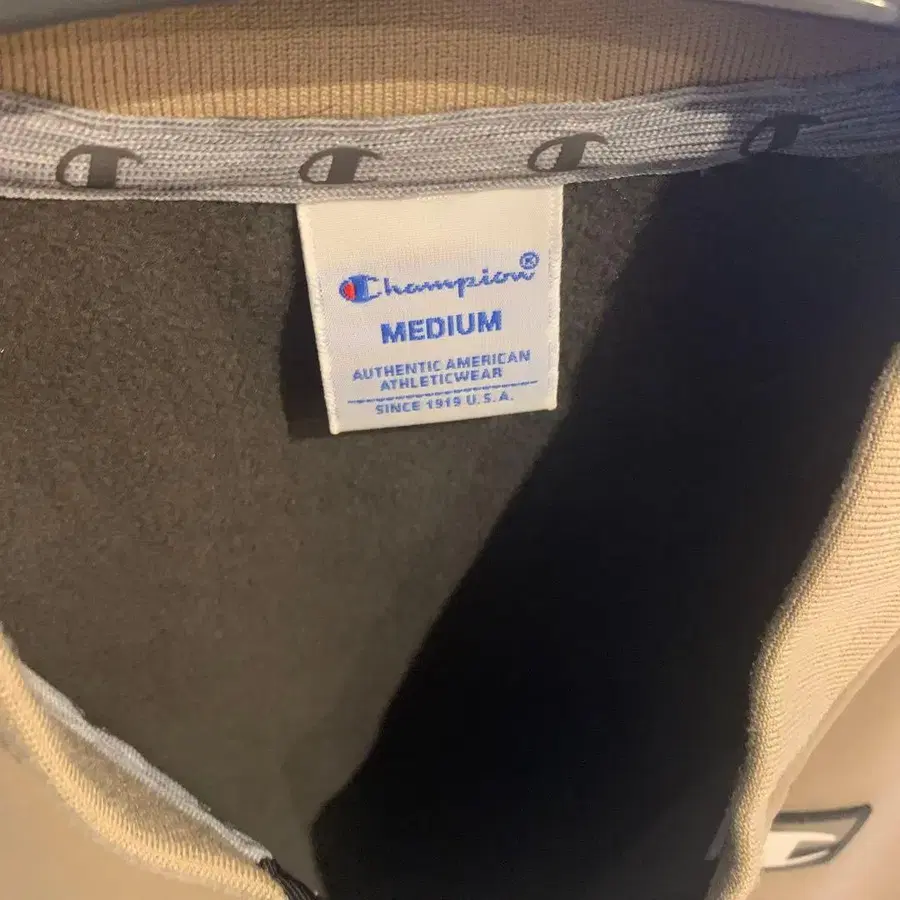 Champion®
MEDIUM
AUTHENTIC AMERICAN
ATHLETICWEAR
SINCE 1919 U.S.A.